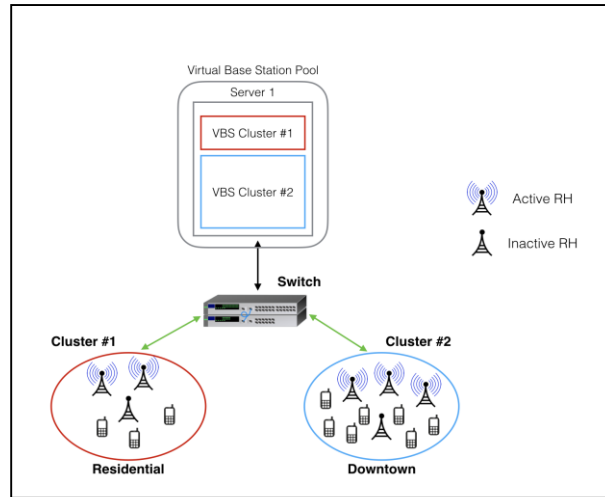 Virtual Base Station Pool
Server 1
VBS Cluster #1
VBS Cluster #2
Active RH
Inactive RH
Switch
Cluster #1
Cluster #2
Residential
Downtown